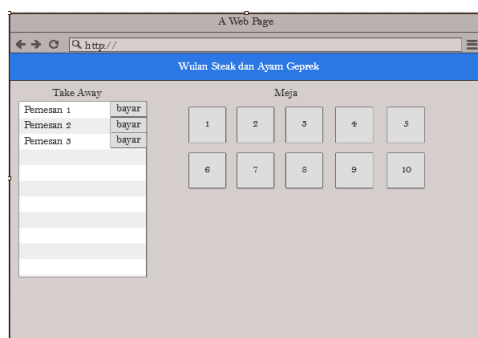 A Web Page
http://
Wulan Steak dan Ayam Geprek
Take Away
Pemesan 1 bayar
Pemesan 2 bayar
Pemesan 3 bayar
Meja
1 2 3 4 5
6 7 8 9 10